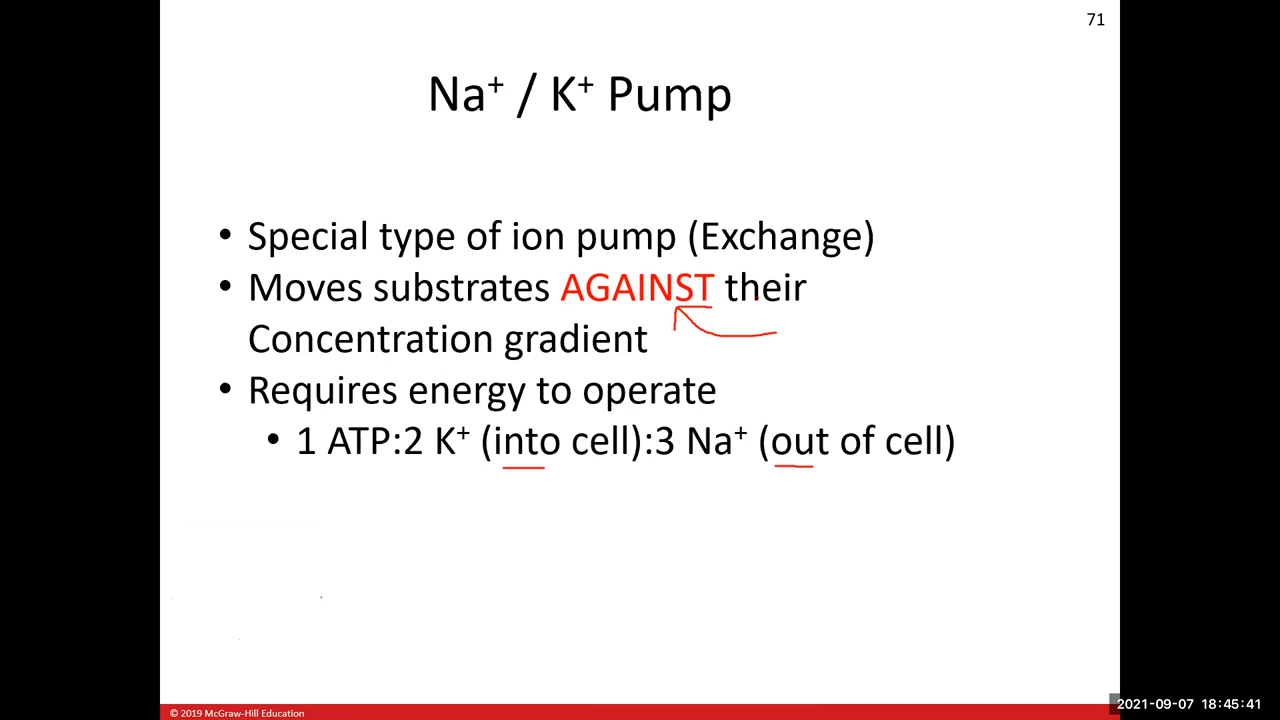 71
Na⁺ / K⁺ Pump
• Special type of ion pump (Exchange)
• Moves substrates AGAINST their
Concentration gradient
• Requires energy to operate
• 1 ATP:2 K⁺ (into cell):3 Na⁺ (out of cell)
© 2019 McGraw-Hill Education
2021-09-07 18:45:41